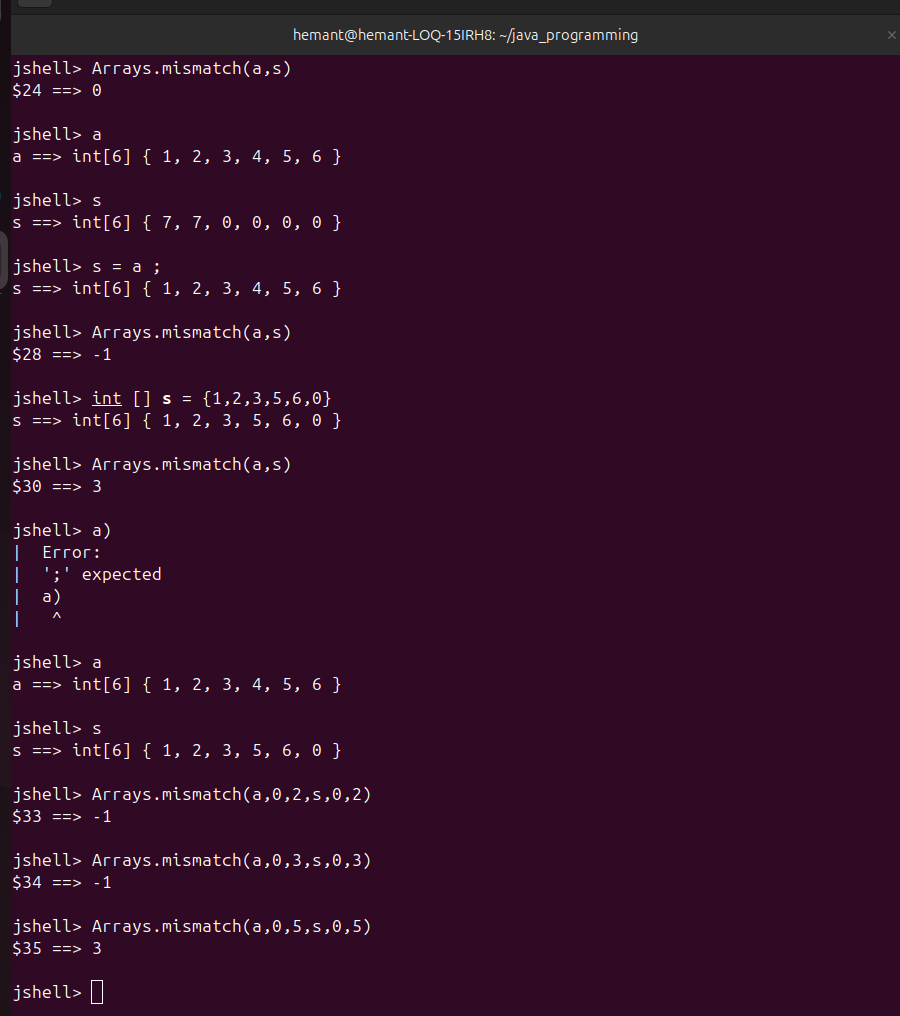 hemant@hemant-LOQ-15IRH8: ~/java_programming
jshell> Arrays.mismatch(a,s)
$24 ==> 0
jshell> a
a ==> int[6] { 1, 2, 3, 4, 5, 6 }
jshell> s
s ==> int[6] { 7, 7, 0, 0, 0, 0 }
jshell> s = a ;
s ==> int[6] { 1, 2, 3, 4, 5, 6 }
jshell> Arrays.mismatch(a,s)
$28 ==> -1
jshell> int [] s = {1,2,3,5,6,0}
s ==> int[6] { 1, 2, 3, 5, 6, 0 }
jshell> Arrays.mismatch(a,s)
$30 ==> 3
jshell> a)
|  Error:
|  ';' expected
|  a)
|   ^
jshell> a
a ==> int[6] { 1, 2, 3, 4, 5, 6 }
jshell> s
s ==> int[6] { 1, 2, 3, 5, 6, 0 }
jshell> Arrays.mismatch(a,0,2,s,0,2)
$33 ==> -1
jshell> Arrays.mismatch(a,0,3,s,0,3)
$34 ==> -1
jshell> Arrays.mismatch(a,0,5,s,0,5)
$35 ==> 3
jshell>